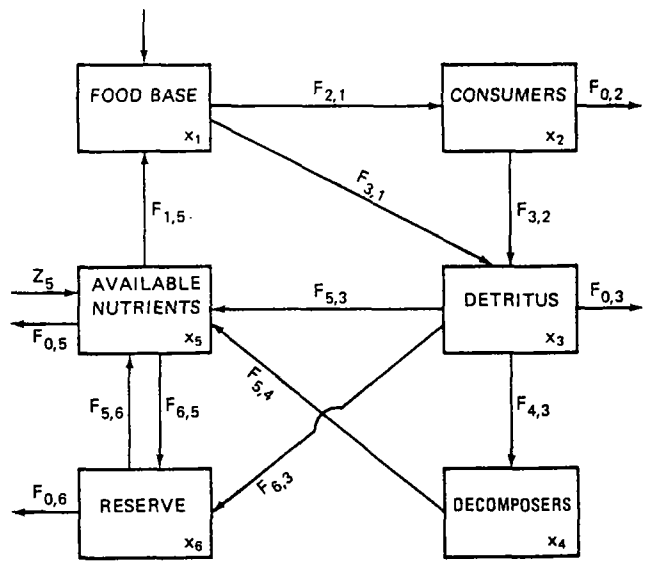 FOOD BASE
x1
F2,1
CONSUMERS
x2
F0,2
F3,1
F1,5
F3,2
Z5
AVAILABLE
NUTRIENTS
x5
F0,5
F5,3
DETRITUS
x3
F0,3
F5,6
F6,5
F5,4
F4,3
F6,3
F0,6
RESERVE
x6
DECOMPOSERS
x4